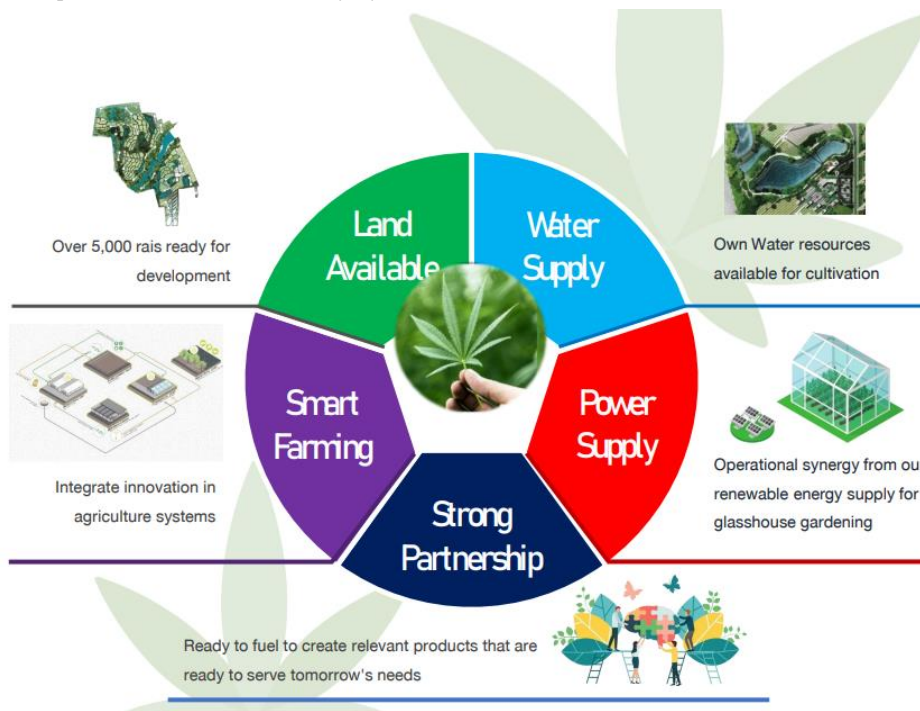 Land
Available
Water
Supply
Over 5,000 rais ready for
development
Own Water resources
available for cultivation
Smart
Farming
Power
Supply
Integrate innovation in
agriculture systems
Operational synergy from ou
renewable energy supply for
glasshouse gardening
Strong
Partnership
Ready to fuel to create relevant products that are
ready to serve tomorrow's needs